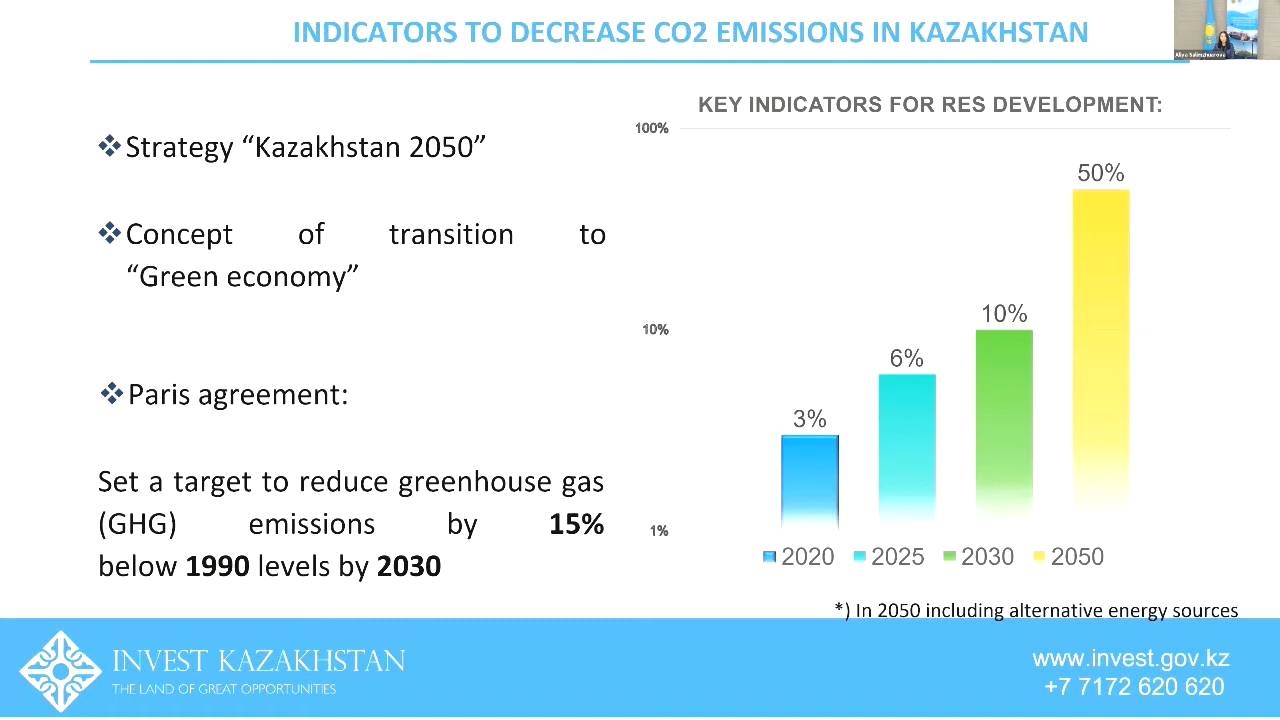 INDICATORS TO DECREASE CO2 EMISSIONS IN KAZAKHSTAN
Aliya Salimzhuarova
Strategy “Kazakhstan 2050”
Concept of transition to
“Green economy”
Paris agreement:
Set a target to reduce greenhouse gas
(GHG) emissions by 15%
below 1990 levels by 2030
KEY INDICATORS FOR RES DEVELOPMENT:
100%
10%
1%
3%
6%
10%
50%
2020 2025 2030 2050
*) In 2050 including alternative energy sources
INVEST KAZAKHSTAN
THE LAND OF GREAT OPPORTUNITIES
www.invest.gov.kz
+7 7172 620 620